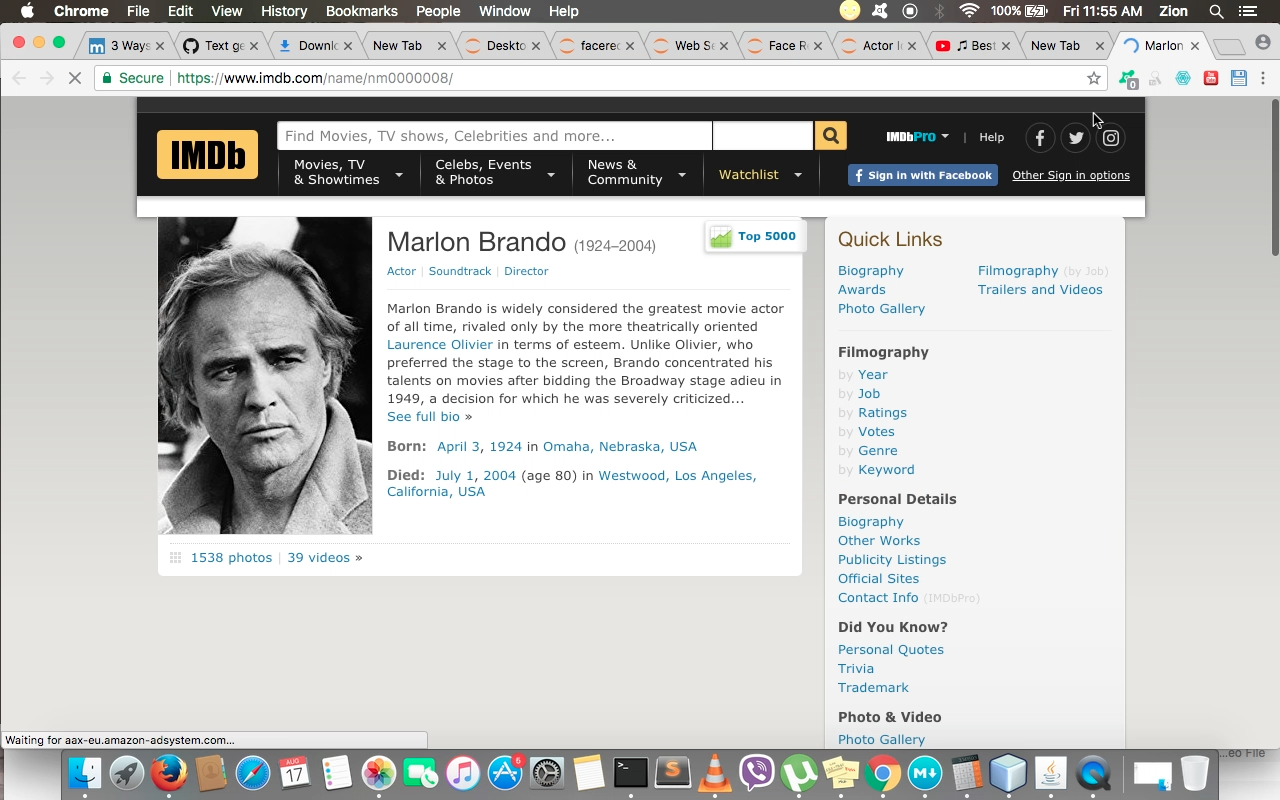 Chrome File Edit View History Bookmarks People Window Help 100% Fri 11:55 AM Zion
3 Ways Text ge Downlo New Tab Deskto facerec Web Se Face Re Actor I ♫ Best New Tab Marlon
Secure https://www.imdb.com/name/nm0000008/
0
You
IMDb
Find Movies, TV shows, Celebrities and more...
IMDbPro | Help
Movies, TV
& Showtimes
Celebs, Events
& Photos
News &
Community
Watchlist
Sign in with Facebook
Other Sign in options
Marlon Brando (1924–2004)
Top 5000
Actor | Soundtrack | Director
Marlon Brando is widely considered the greatest movie actor
of all time, rivaled only by the more theatrically oriented
Laurence Olivier in terms of esteem. Unlike Olivier, who
preferred the stage to the screen, Brando concentrated his
talents on movies after bidding the Broadway stage adieu in
1949, a decision for which he was severely criticized...
See full bio »
Born: April 3, 1924 in Omaha, Nebraska, USA
Died: July 1, 2004 (age 80) in Westwood, Los Angeles,
California, USA
1538 photos | 39 videos »
Quick Links
Biography
Awards
Photo Gallery
Filmography (by Job)
Trailers and Videos
Filmography
by Year
by Job
by Ratings
by Votes
by Genre
by Keyword
Personal Details
Biography
Other Works
Publicity Listings
Official Sites
Contact Info (IMDbPro)
Did You Know?
Personal Quotes
Trivia
Trademark
Photo & Video
Photo Gallery
Waiting for aax-eu.amazon-adsystem.com...
...eo File
AUG
17
6